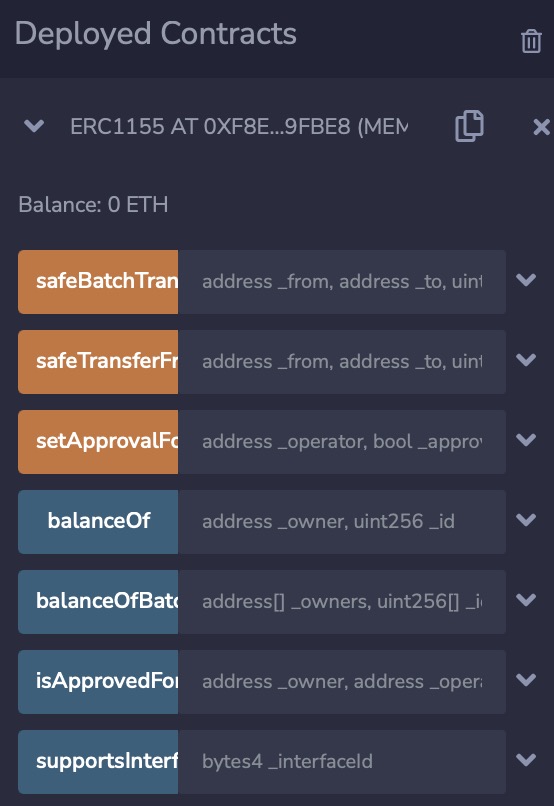 Deployed Contracts
ERC1155 AT 0XF8E...9FBE8 (MEM
Balance: 0 ETH
safeBatchTran address _from, address _to, uint
safeTransferFr address _from, address _to, uint
setApprovalFo address _operator, bool _approv
balanceOf address _owner, uint256 _id
balanceOfBatc address[] _owners, uint256[] _i
isApprovedFor address _owner, address _opera
supportsInterf bytes4 _interfaceId